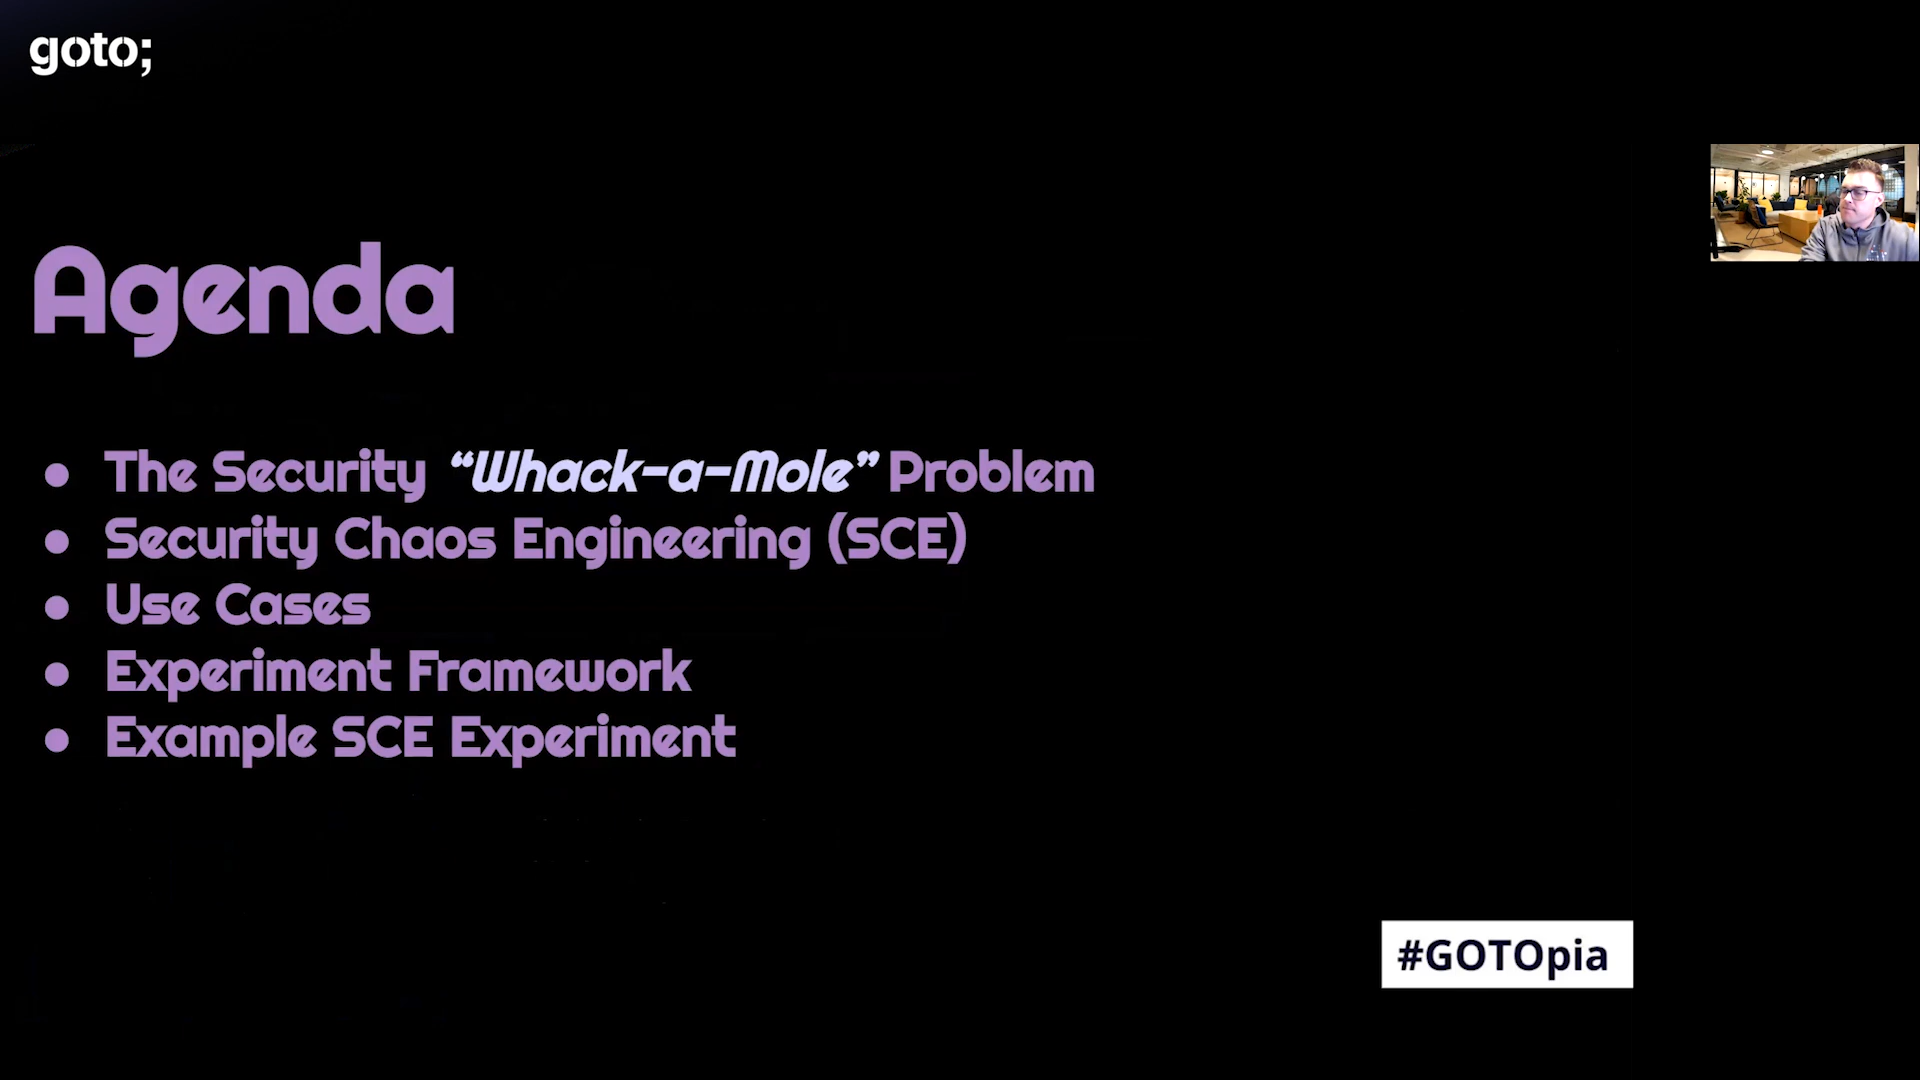 goto;
Agenda
● The Security “Whack-a-Mole” Problem
● Security Chaos Engineering (SCE)
● Use Cases
● Experiment Framework
● Example SCE Experiment
#GOTOpia